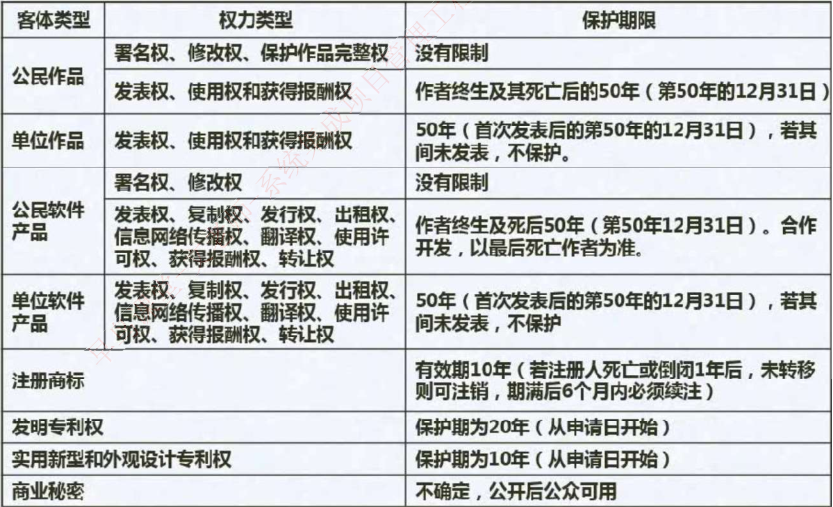 客体类型 权力类型 保护期限
公民作品
署名权、修改权、保护作品完整权 没有限制
发表权、使用权和获得报酬权 作者终生及其死亡后的50年（第50年的12月31日）
单位作品 发表权、使用权和获得报酬权
50年（首次发表后的第50年的12月31日），若其
间未发表，不保护。
公民软件
产品
署名权、修改权 没有限制
发表权、复制权、发行权、出租权、
信息网络传播权、翻译权、使用许
可权、获得报酬权、转让权
作者终生及死后50年（第50年12月31日）。合作
开发，以最后死亡作者为准。
单位软件
产品
发表权、复制权、发行权、出租权、
信息网络传播权、翻译权、使用许
可权、获得报酬权、转让权
50年（首次发表后的第50年的12月31日），若其
间未发表，不保护
注册商标
有效期10年（若注册人死亡或倒闭1年后，未转移
则可注销，期满后6个月内必须续注）
发明专利权 保护期为20年（从申请日开始）
实用新型和外观设计专利权 保护期为10年（从申请日开始）
商业秘密 不确定，公开后公众可用